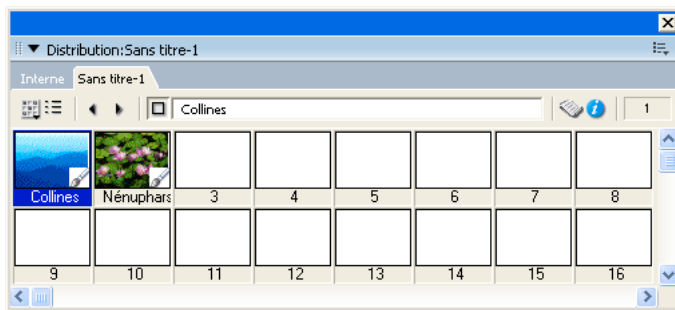 Distribution:Sans titre-1
Interne Sans titre-1
Collines 1
Collines Nénuphars 3 4 5 6 7 8
9 10 11 12 13 14 15 16